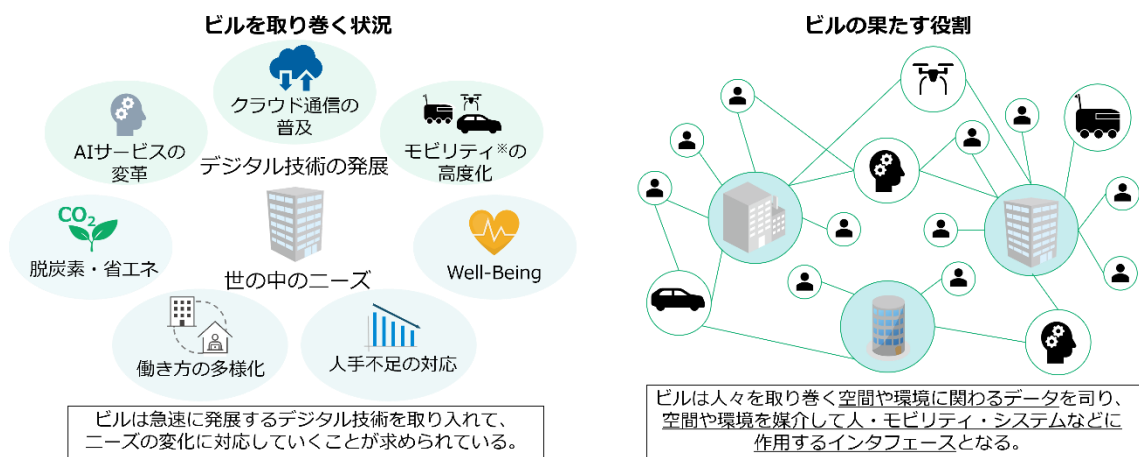 ビルを取り巻く状況
クラウド通信の
普及
AIサービスの
変革
デジタル技術の発展
モビリティ※の
高度化
CO2
脱炭素・省エネ
Well-Being
世の中のニーズ
働き方の多様化
人手不足の対応
ビルは急速に発展するデジタル技術を取り入れて、
ニーズの変化に対応していくことが求められている。
ビルの果たす役割
ビルは人々を取り巻く空間や環境に関わるデータを司り、
空間や環境を媒介して人・モビリティ・システムなどに
作用するインタフェースとなる。